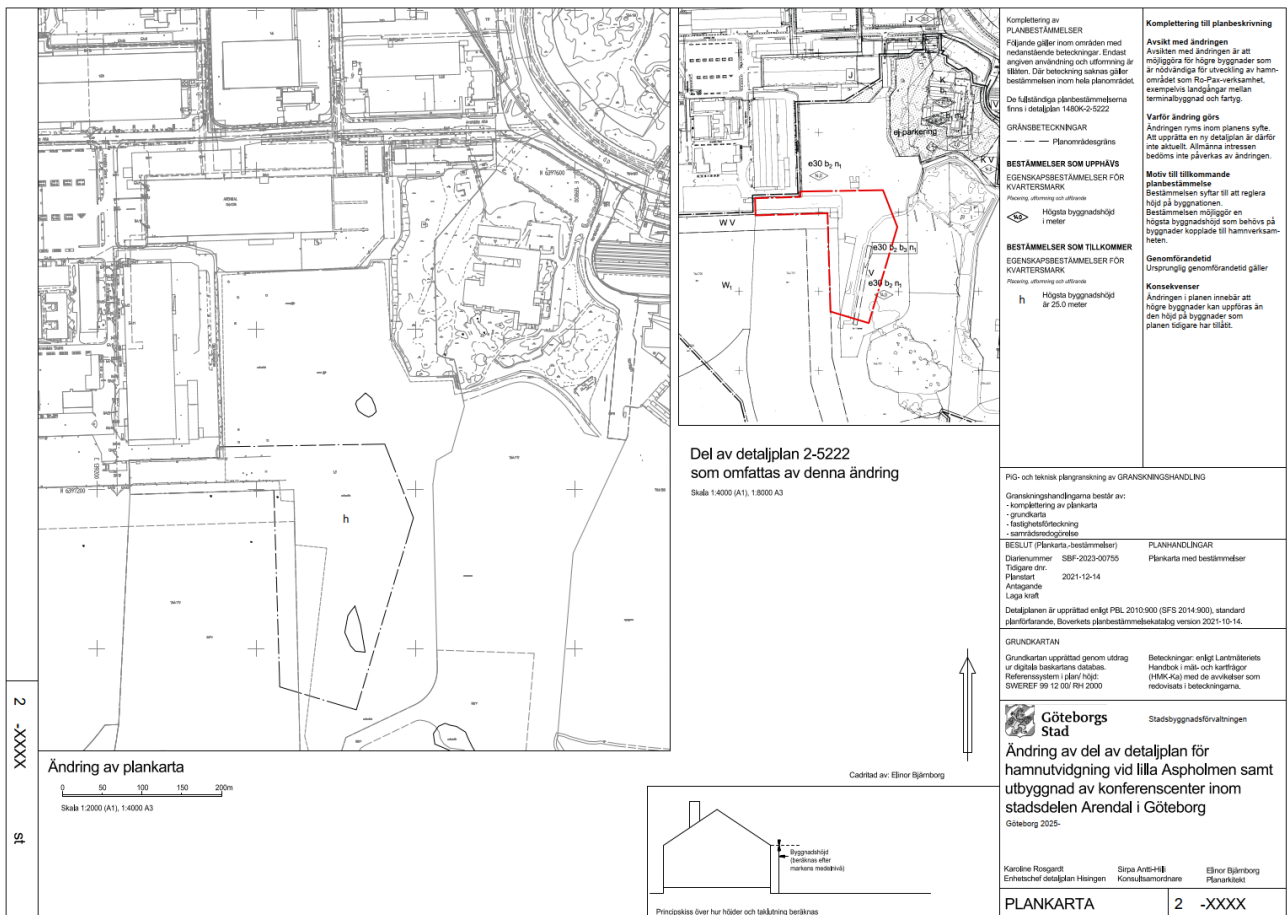 N 6397600
E 139800
ARENDAL
764:158
E 139200
N 6397200
h
Ändring av plankarta
0 50 100 150 200m
Skala 1:2000 (A1), 1:4000 A3
2 -XXXX
st
J
J
K
b₁
ej parkering
K V
V
e30 b₂ n₁
W V
W₁
e30 b₂ b₃ n₁
V
e30 b₂ n₁
Del av detaljplan 2-5222
som omfattas av denna ändring
Skala 1:4000 (A1), 1:8000 A3
Cadritad av: Elinor Bjärnborg
Byggnadshöjd
(beräknas efter
markens medelnivå)
Principskiss över hur höjder och taklutning beräknas
Komplettering av
PLANBESTÄMMELSER
Följande gäller inom områden med
nedanstående beteckningar. Endast
angiven användning och utformning är
tillåten. Där beteckning saknas gäller
bestämmelsen inom hela planområdet.
De fullständiga planbestämmelserna
finns i detaljplan 1480K-2-5222
GRÄNSBETECKNINGAR
Planområdesgräns
BESTÄMMELSER SOM UPPHÄVS
EGENSKAPSBESTÄMMELSER FÖR
KVARTERSMARK
Placering, utformning och utförande
Högsta byggnadshöjd
i meter
BESTÄMMELSER SOM TILLKOMMER
EGENSKAPSBESTÄMMELSER FÖR
KVARTERSMARK
Placering, utformning och utförande
h Högsta byggnadshöjd
är 25.0 meter
Komplettering till planbeskrivning
Avsikt med ändringen
Avsikten med ändringen är att
möjliggöra för högre byggnader som
är nödvändiga för utveckling av hamn-
området som Ro-Pax-verksamhet,
exempelvis landgångar mellan
terminalbyggnad och fartyg.
Varför ändring görs
Ändringen ryms inom planens syfte.
Att upprätta en ny detaljplan är därför
inte aktuellt. Allmänna intressen
bedöms inte påverkas av ändringen.
Motiv till tillkommande
planbestämmelse
Bestämmelsen syftar till att reglera
höjd på byggnationen.
Bestämmelsen möjliggör en
högsta byggnadshöjd som behövs på
byggnader kopplade till hamnverksam-
heten.
Genomförandetid
Ursprunglig genomförandetid gäller
Konsekvenser
Ändringen i planen innebär att
högre byggnader kan uppföras än
den höjd på byggnader som
planen tidigare har tillåtit.
PIG- och teknisk plangranskning av GRANSKNINGSHANDLING
Granskningshandlingarna består av:
- komplettering av plankarta
- grundkarta
- fastighetsförteckning
- samrådsredogörelse
BESLUT (Plankarta,-bestämmelser) PLANHANDLINGAR
Diarienummer SBF-2023-00755 Plankarta med bestämmelser
Tidigare dnr.
Planstart 2021-12-14
Antagande
Laga kraft
Detaljplanen är upprättad enligt PBL 2010:900 (SFS 2014:900), standard
planförfarande, Boverkets planbestämmelsekatalog version 2021-10-14.
GRUNDKARTAN
Grundkartan upprättad genom utdrag
ur digitala baskartans databas.
Referenssystem i plan/ höjd:
SWEREF 99 12 00/ RH 2000
Beteckningar: enligt Lantmäteriets
Handbok i mät- och kartfrågor
(HMK-Ka) med de avvikelser som
redovisats i beteckningarna.
Göteborgs
Stad
Stadsbyggnadsförvaltningen
Ändring av del av detaljplan för
hamnutvidgning vid lilla Aspholmen samt
utbyggnad av konferenscenter inom
stadsdelen Arendal i Göteborg
Göteborg 2025-
Karoline Rosgardt Sirpa Antti-Hilli Elinor Bjärnborg
Enhetschef detaljplan Hisingen Konsultsamordnare Planarkitekt
PLANKARTA 2 -XXXX